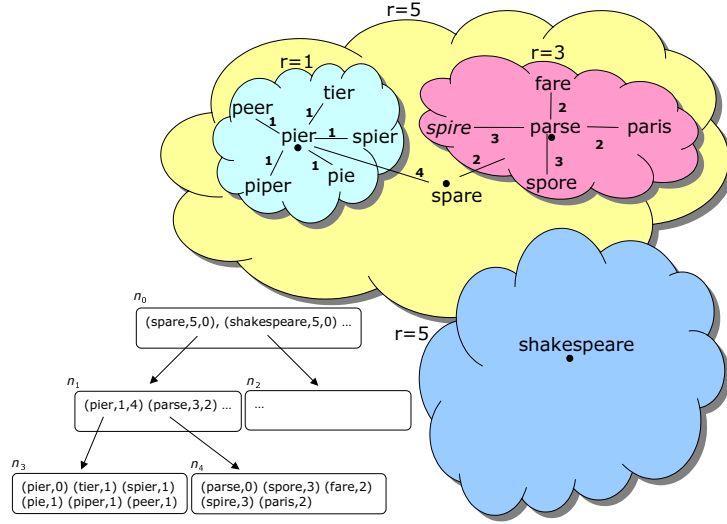 r=5
r=1
r=3
tier
fare
peer
1
1
2
pier
1
spier
spire
3
parse
paris
1
1
4
2
3
2
piper
pie
spare
spore
n0
(spare,5,0), (shakespeare,5,0) ...
r=5
shakespeare
n1
n2
(pier,1,4) (parse,3,2) ...
...
n3
n4
(pier,0) (tier,1) (spier,1)
(pie,1) (piper,1) (peer,1)
(parse,0) (spore,3) (fare,2)
(spire,3) (paris,2)